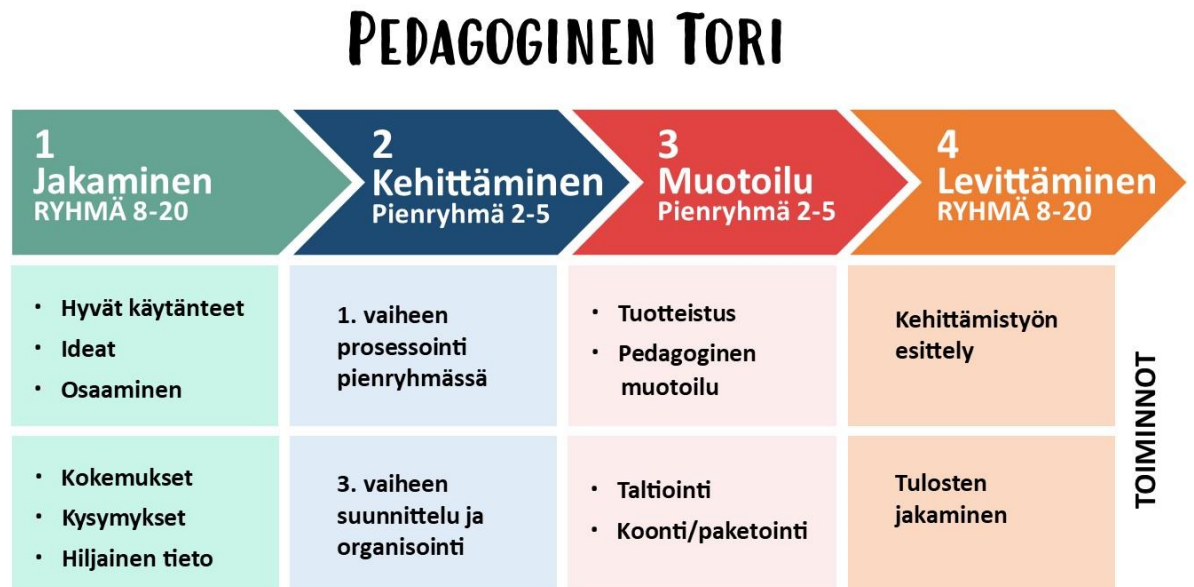 PEDAGOGINEN TORI
1
Jakaminen
RYHMÄ 8-20
2
Kehittäminen
Pienryhmä 2-5
3
Muotoilu
Pienryhmä 2-5
4
Levittäminen
RYHMÄ 8-20
• Hyvät käytänteet
• Ideat
• Osaaminen
1. vaiheen
prosessointi
pienryhmässä
• Tuotteistus
• Pedagoginen
muotoilu
Kehittämistyön
esittely
• Kokemukset
• Kysymykset
• Hiljainen tieto
3. vaiheen
suunnittelu ja
organisointi
• Taltiointi
• Koonti/paketointi
Tulosten
jakaminen
TOIMINNOT